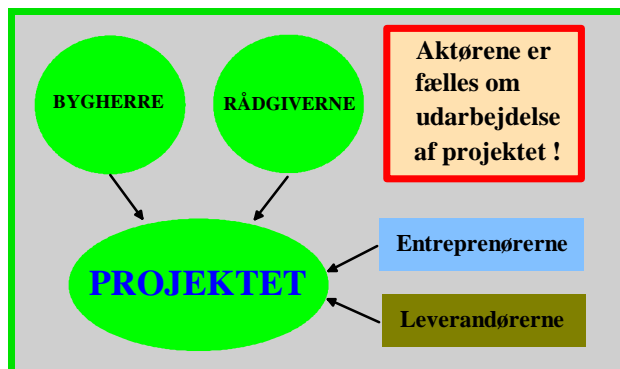 BYGHERRE
RÅDGIVERNE
Aktørene er
fælles om
udarbejdelse
af projektet !
PROJEKTET
Entreprenørerne
Leverandørerne